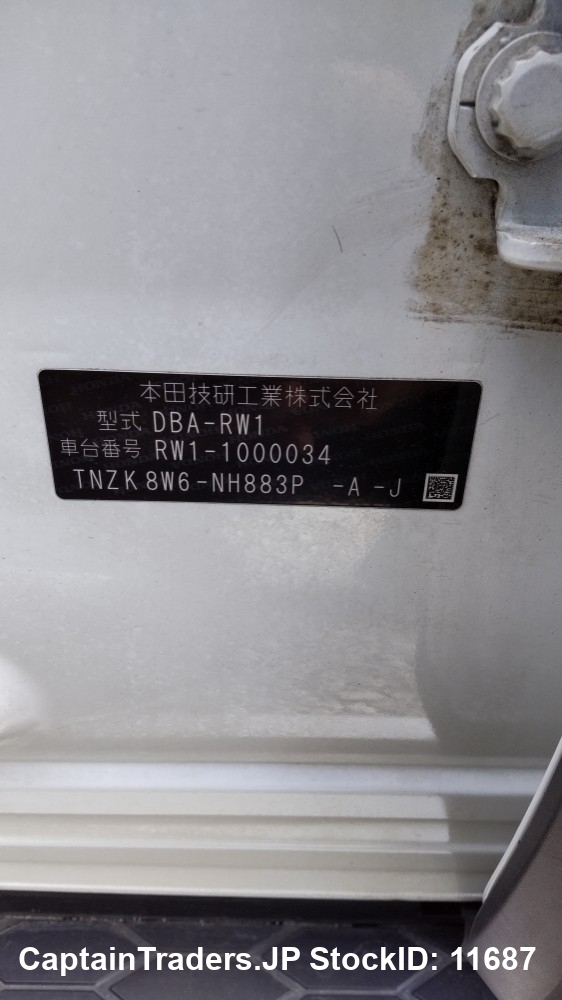 本田技研工業株式会社
型式 DBA-RW1
車台番号 RW1-1000034
TNZK8W6-NH883P -A -J
CaptainTraders.JP StockID: 11687